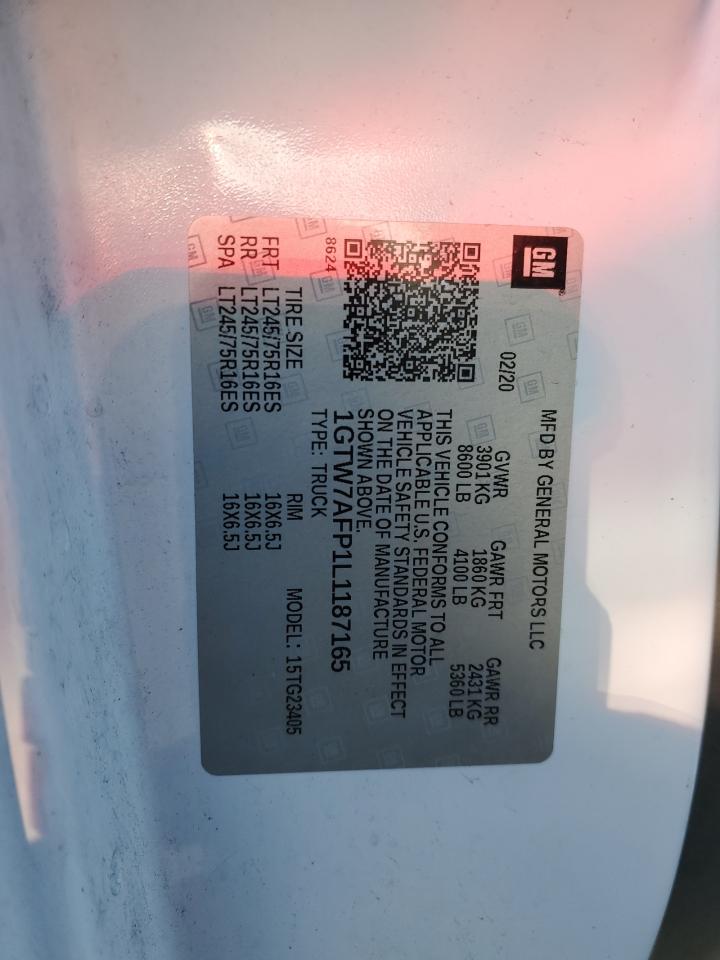 GM
MFD BY GENERAL MOTORS LLC
02/20
GVWR GAWR FRT GAWR RR
3901 KG 1860 KG 2431 KG
8600 LB 4100 LB 5360 LB
THIS VEHICLE CONFORMS TO ALL
APPLICABLE U.S. FEDERAL MOTOR
VEHICLE SAFETY STANDARDS IN EFFECT
ON THE DATE OF MANUFACTURE
SHOWN ABOVE.
1GTW7AFP1L1187165
8624
TYPE: TRUCK MODEL: 15TG23405
TIRE SIZE RIM
FRT LT245/75R16ES 16X6.5J
RR LT245/75R16ES 16X6.5J
SPA LT245/75R16ES 16X6.5J